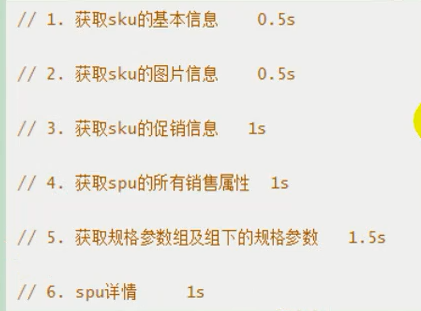 // 1. 获取sku的基本信息 0.5s
// 2. 获取sku的图片信息 0.5s
// 3. 获取sku的促销信息 1s
// 4. 获取spu的所有销售属性 1s
// 5. 获取规格参数组及组下的规格参数 1.5s
// 6. spu详情 1s